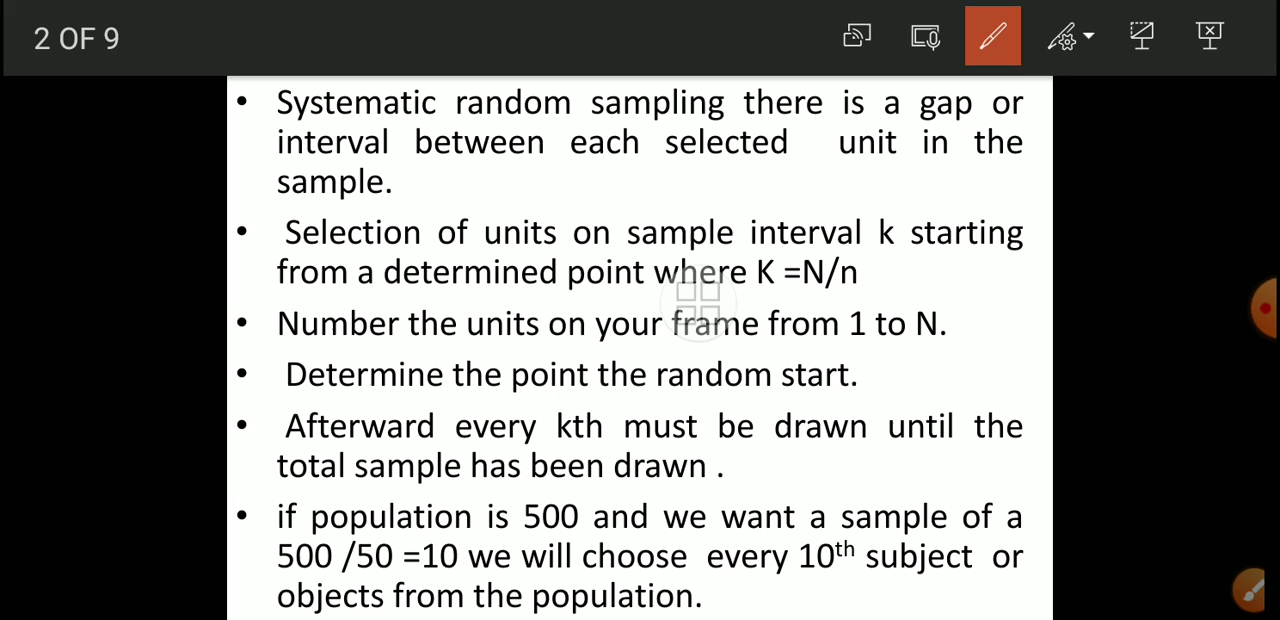 2 OF 9
• Systematic random sampling there is a gap or
interval between each selected unit in the
sample.
• Selection of units on sample interval k starting
from a determined point where K =N/n
• Number the units on your frame from 1 to N.
• Determine the point the random start.
• Afterward every kth must be drawn until the
total sample has been drawn .
• if population is 500 and we want a sample of a
500 /50 =10 we will choose every 10th subject or
objects from the population.